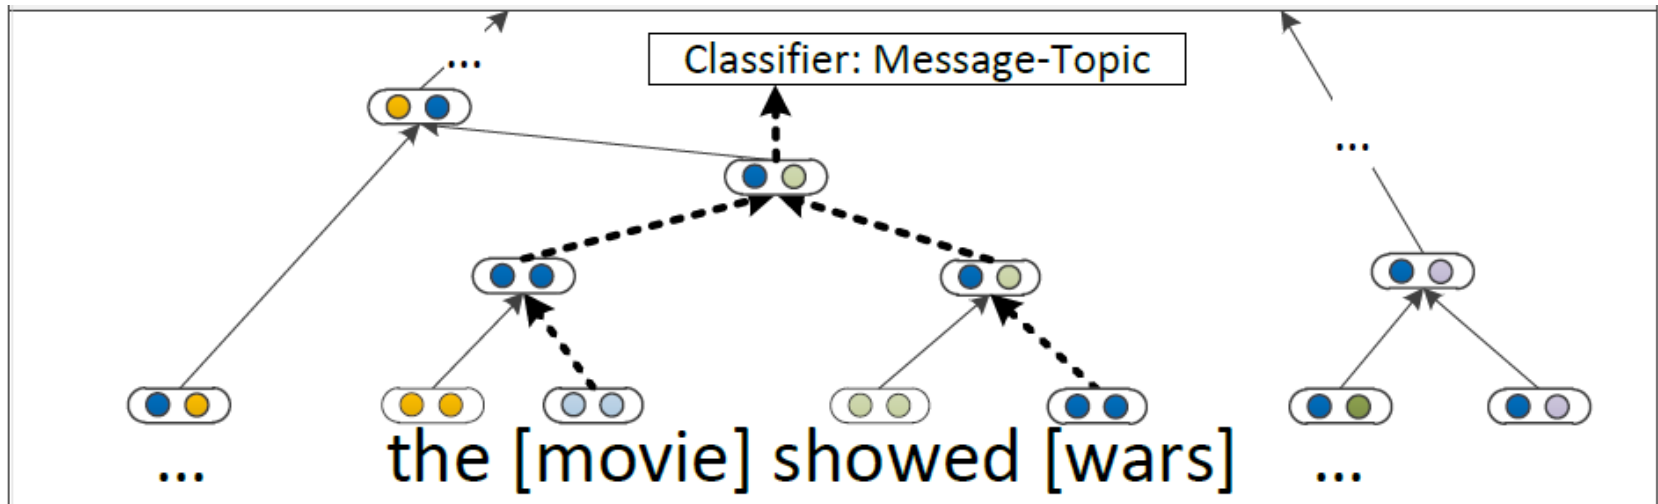 ...
Classifier: Message-Topic
...
the [movie] showed [wars]
... ...